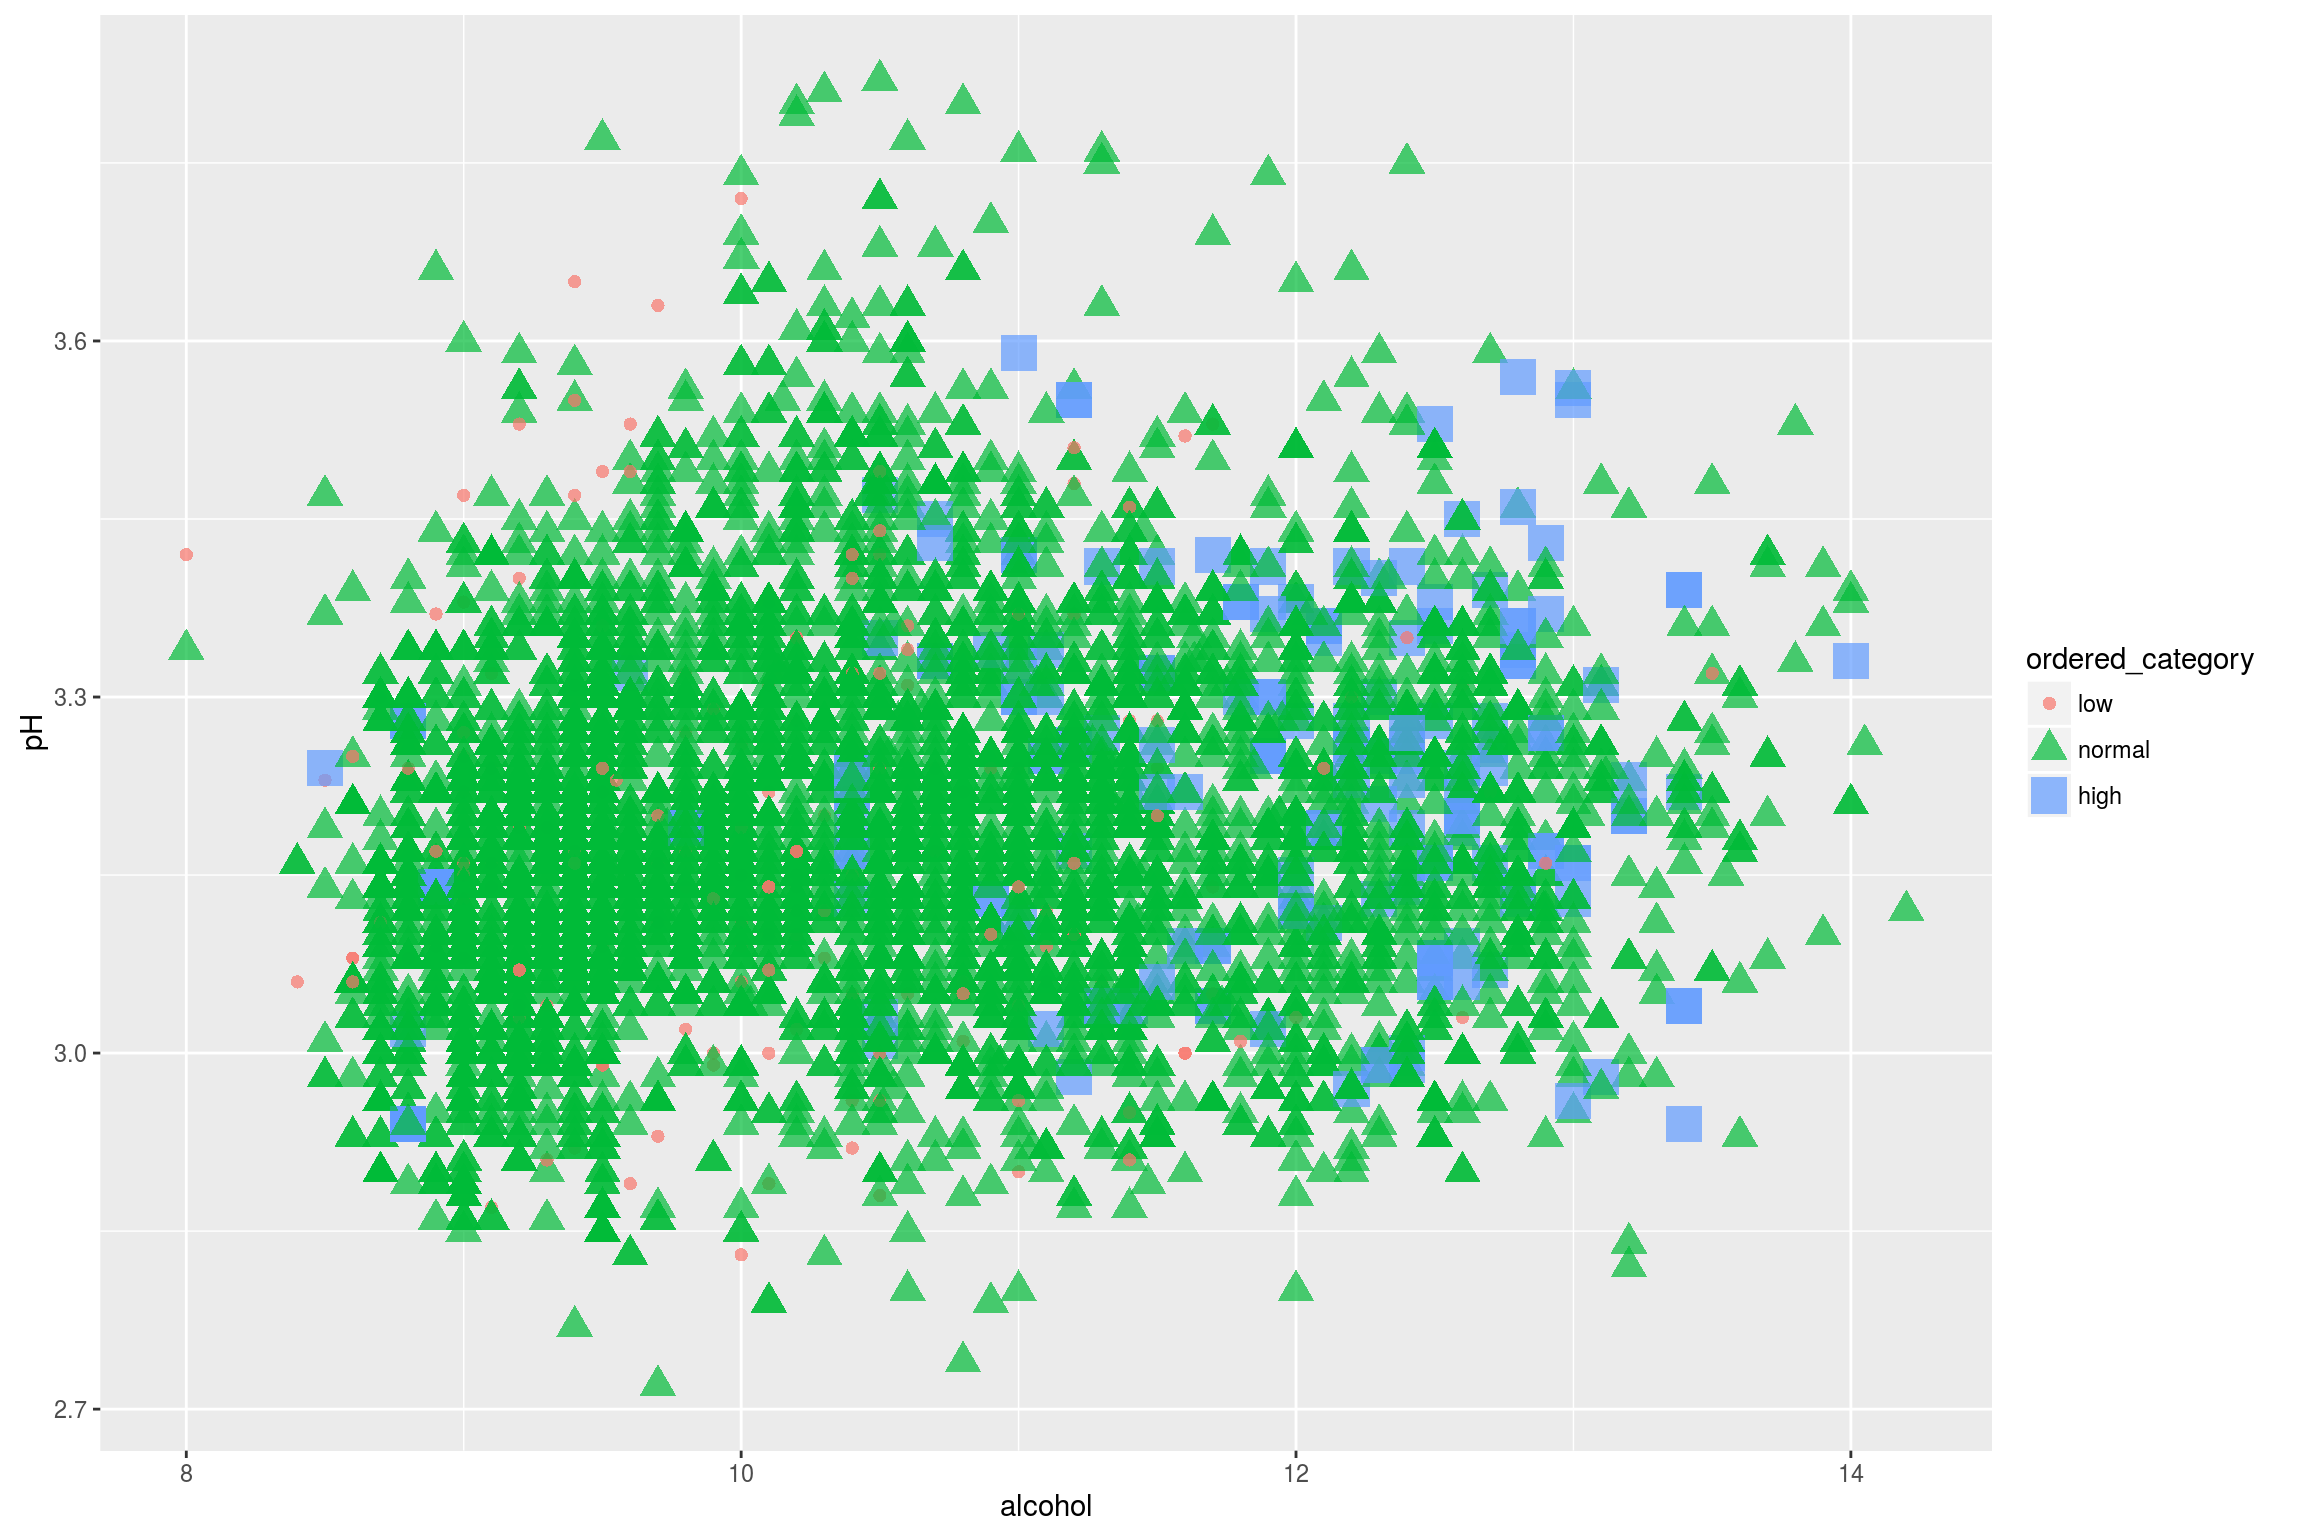 3.6
3.3
3.0
2.7
pH
8
10
12
14
alcohol
ordered_category
low
normal
high